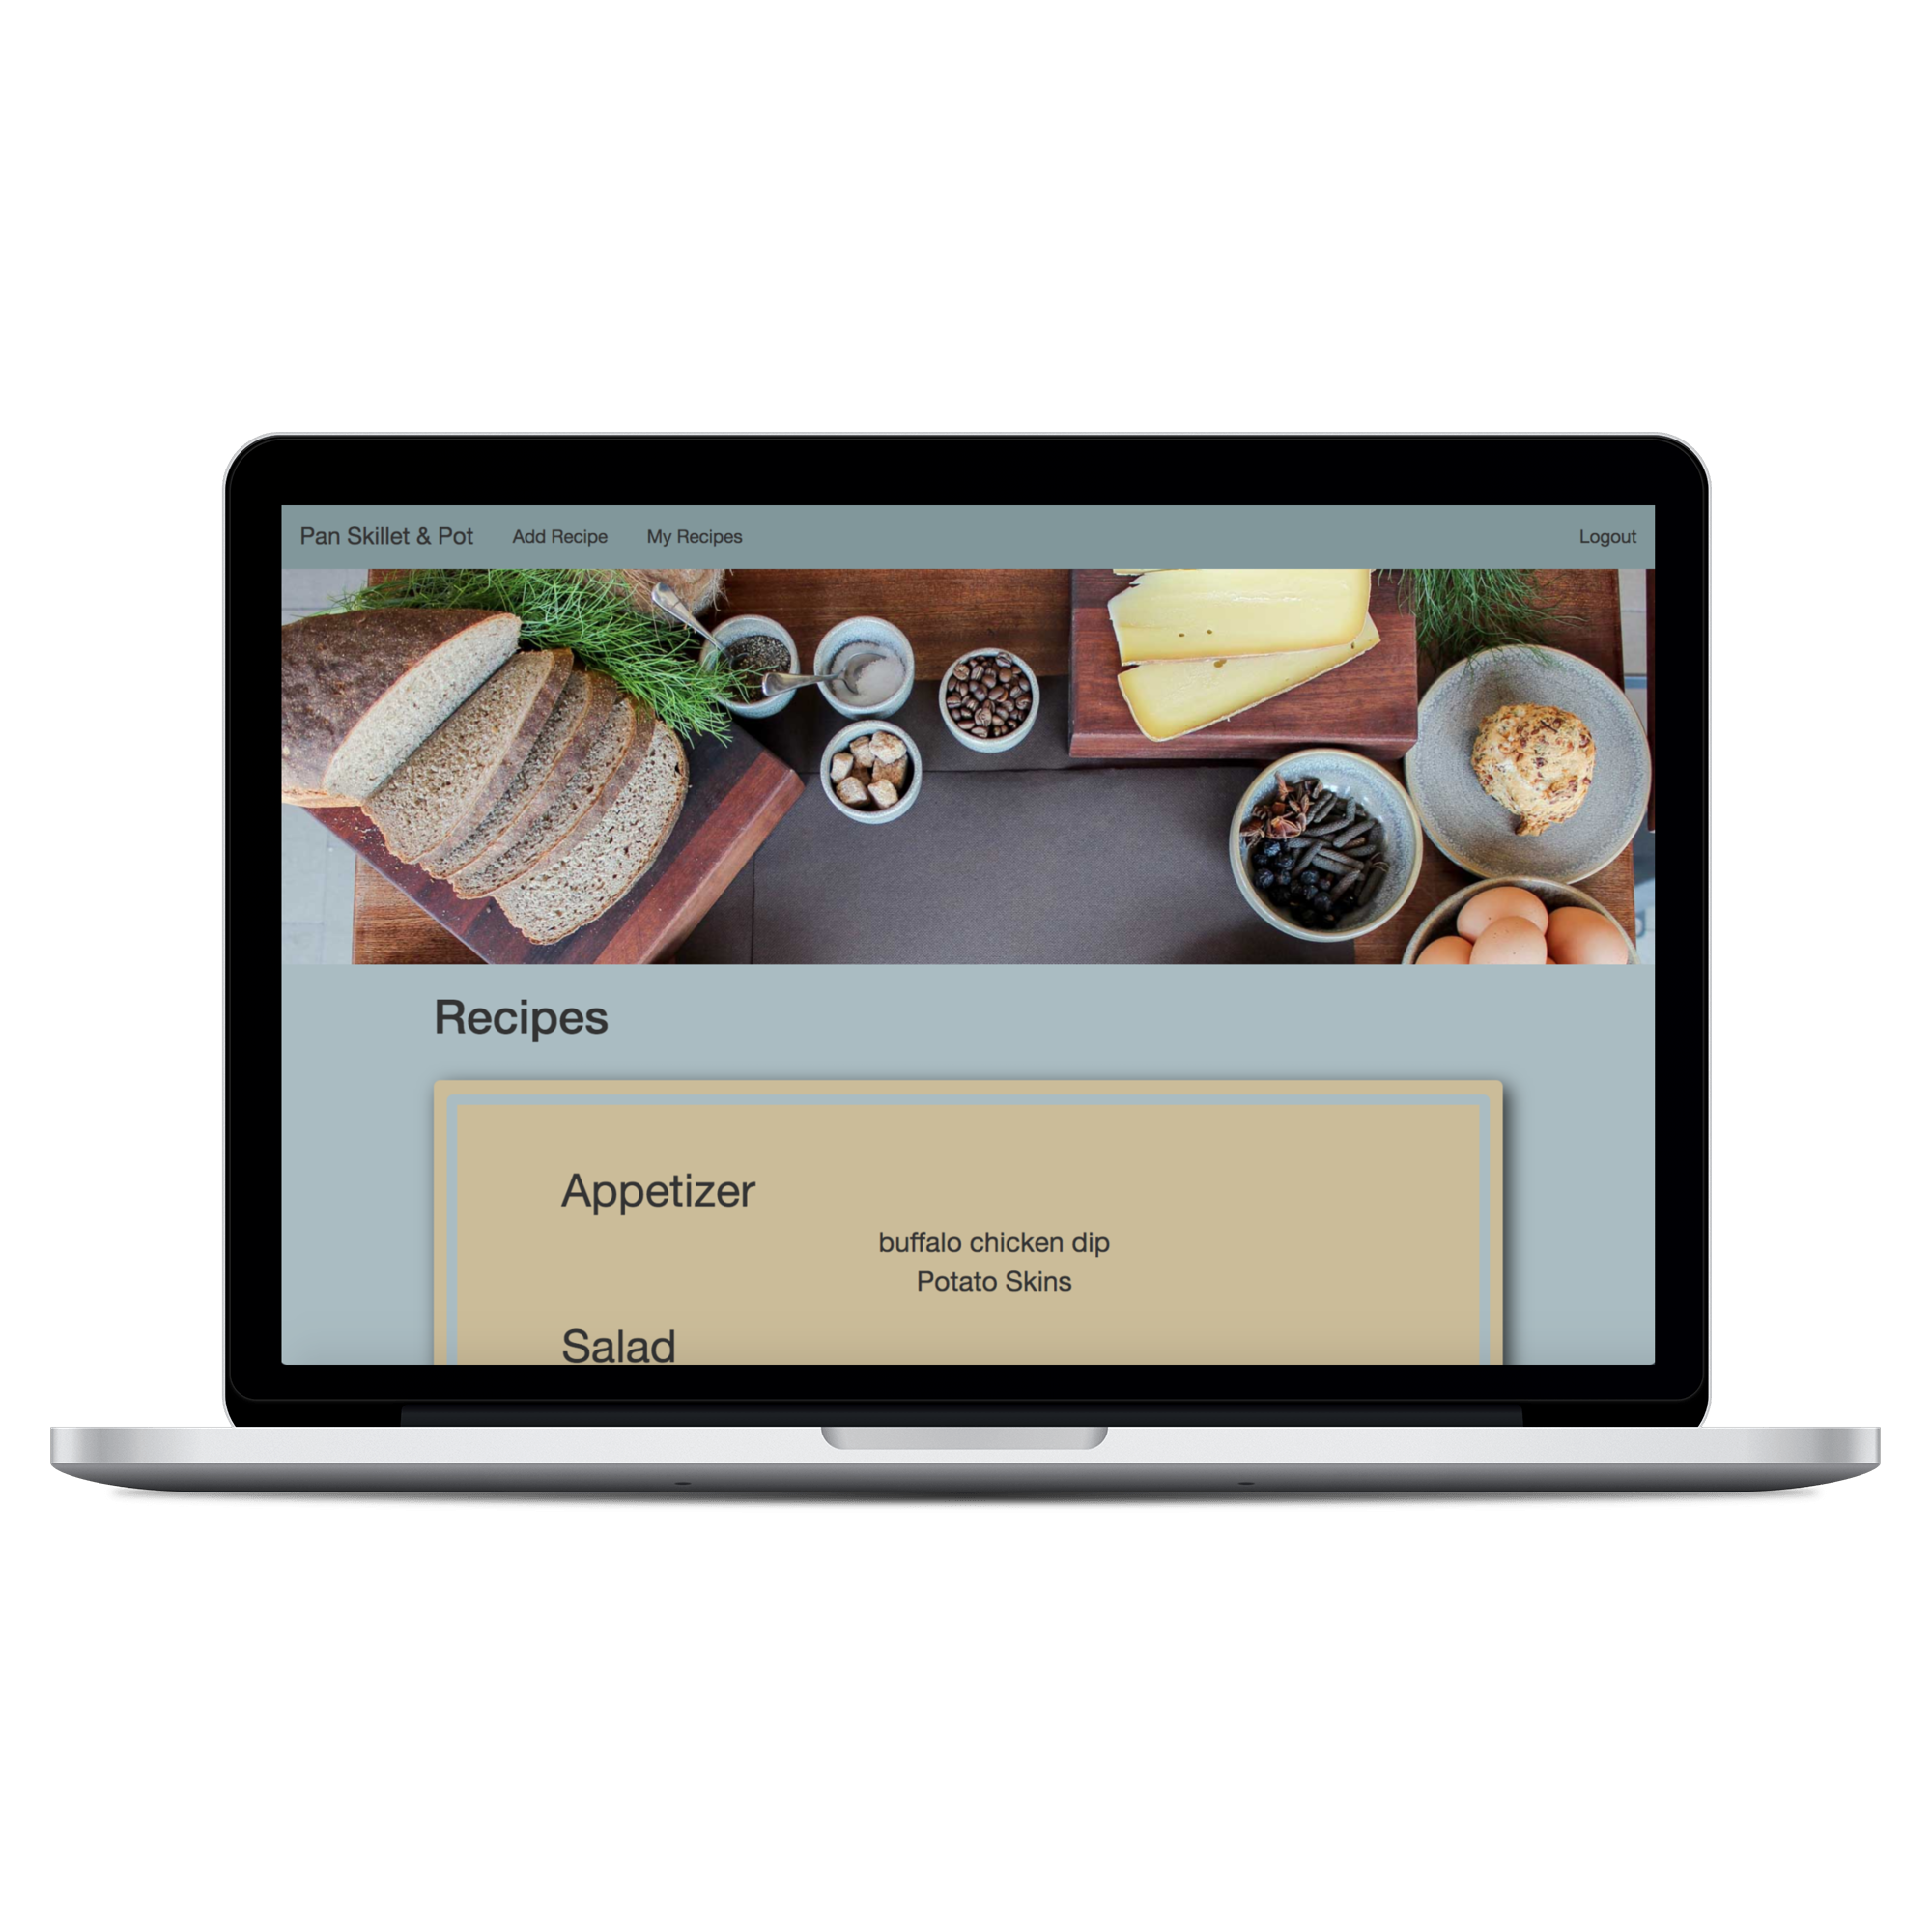 Pan Skillet & Pot Add Recipe My Recipes Logout
Recipes
Appetizer
buffalo chicken dip
Potato Skins
Salad